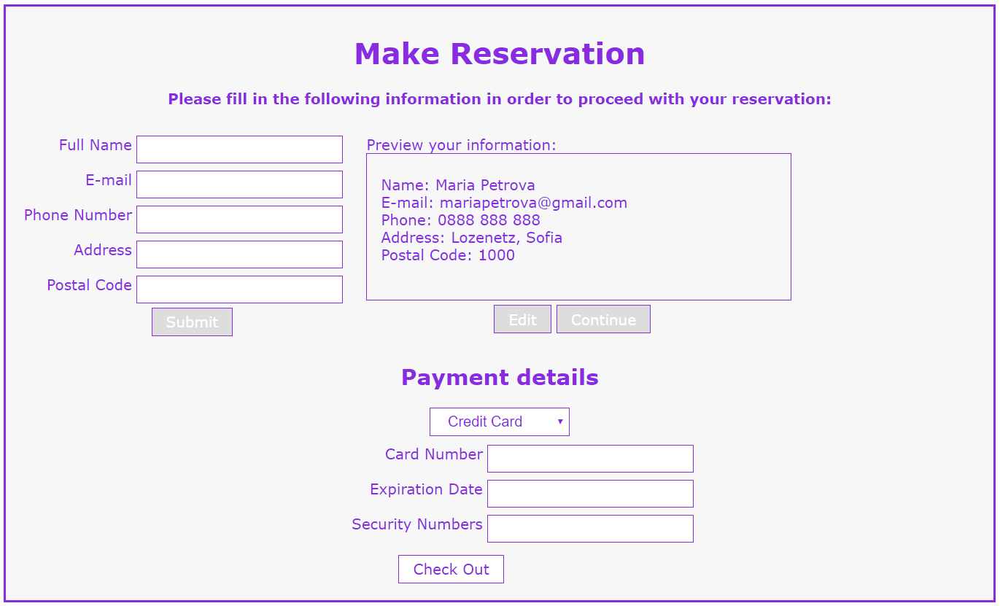 Make Reservation
Please fill in the following information in order to proceed with your reservation:
Full Name
E-mail
Phone Number
Address
Postal Code
Submit
Preview your information:
Name: Maria Petrova
E-mail: mariapetrova@gmail.com
Phone: 0888 888 888
Address: Lozenetz, Sofia
Postal Code: 1000
Edit
Continue
Payment details
Credit Card
Card Number
Expiration Date
Security Numbers
Check Out